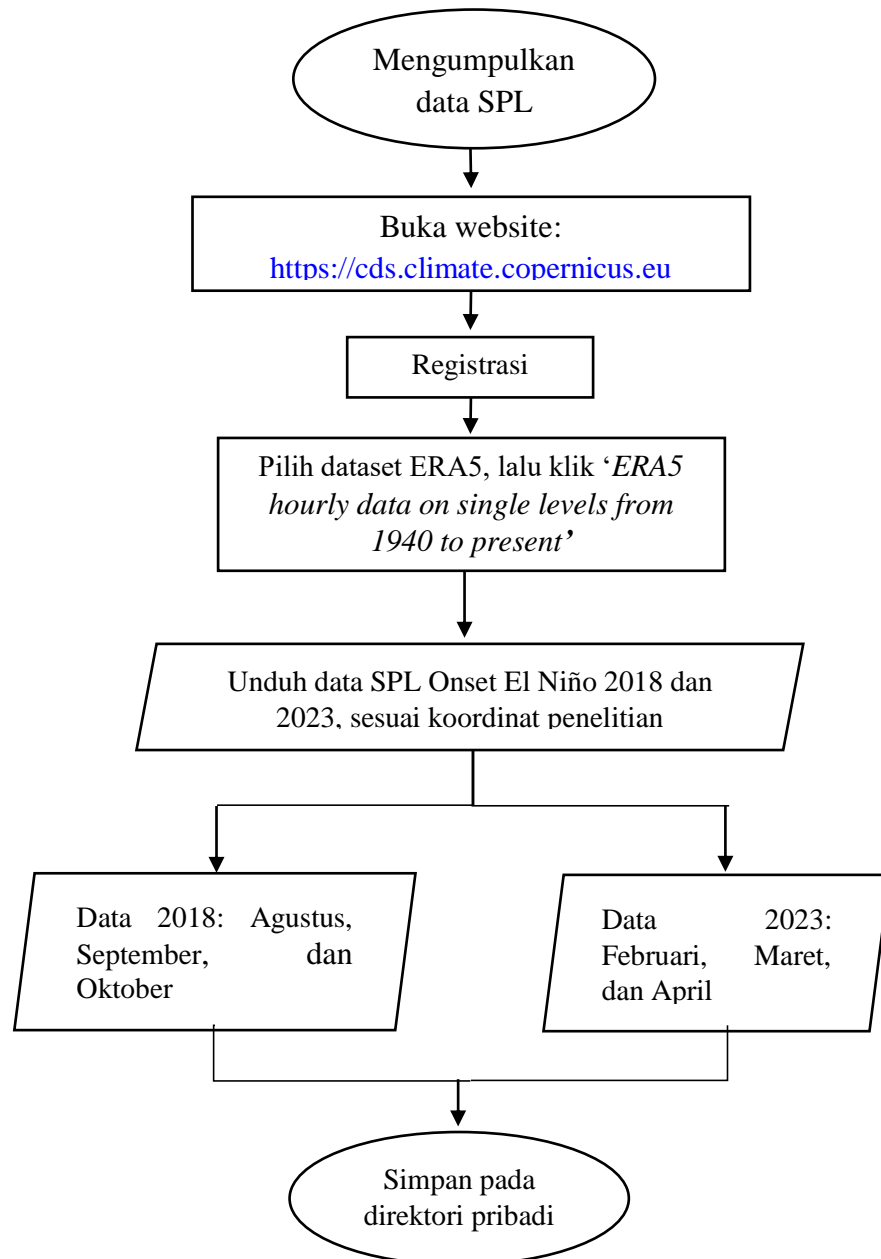 Mengumpulkan
data SPL
Buka website:
https://cds.climate.copernicus.eu
Registrasi
Pilih dataset ERA5, lalu klik ‘ERA5
hourly data on single levels from
1940 to present’
Unduh data SPL Onset El Niño 2018 dan
2023, sesuai koordinat penelitian
Data 2018: Agustus,
September, dan
Oktober
Data 2023:
Februari, Maret,
dan April
Simpan pada
direktori pribadi